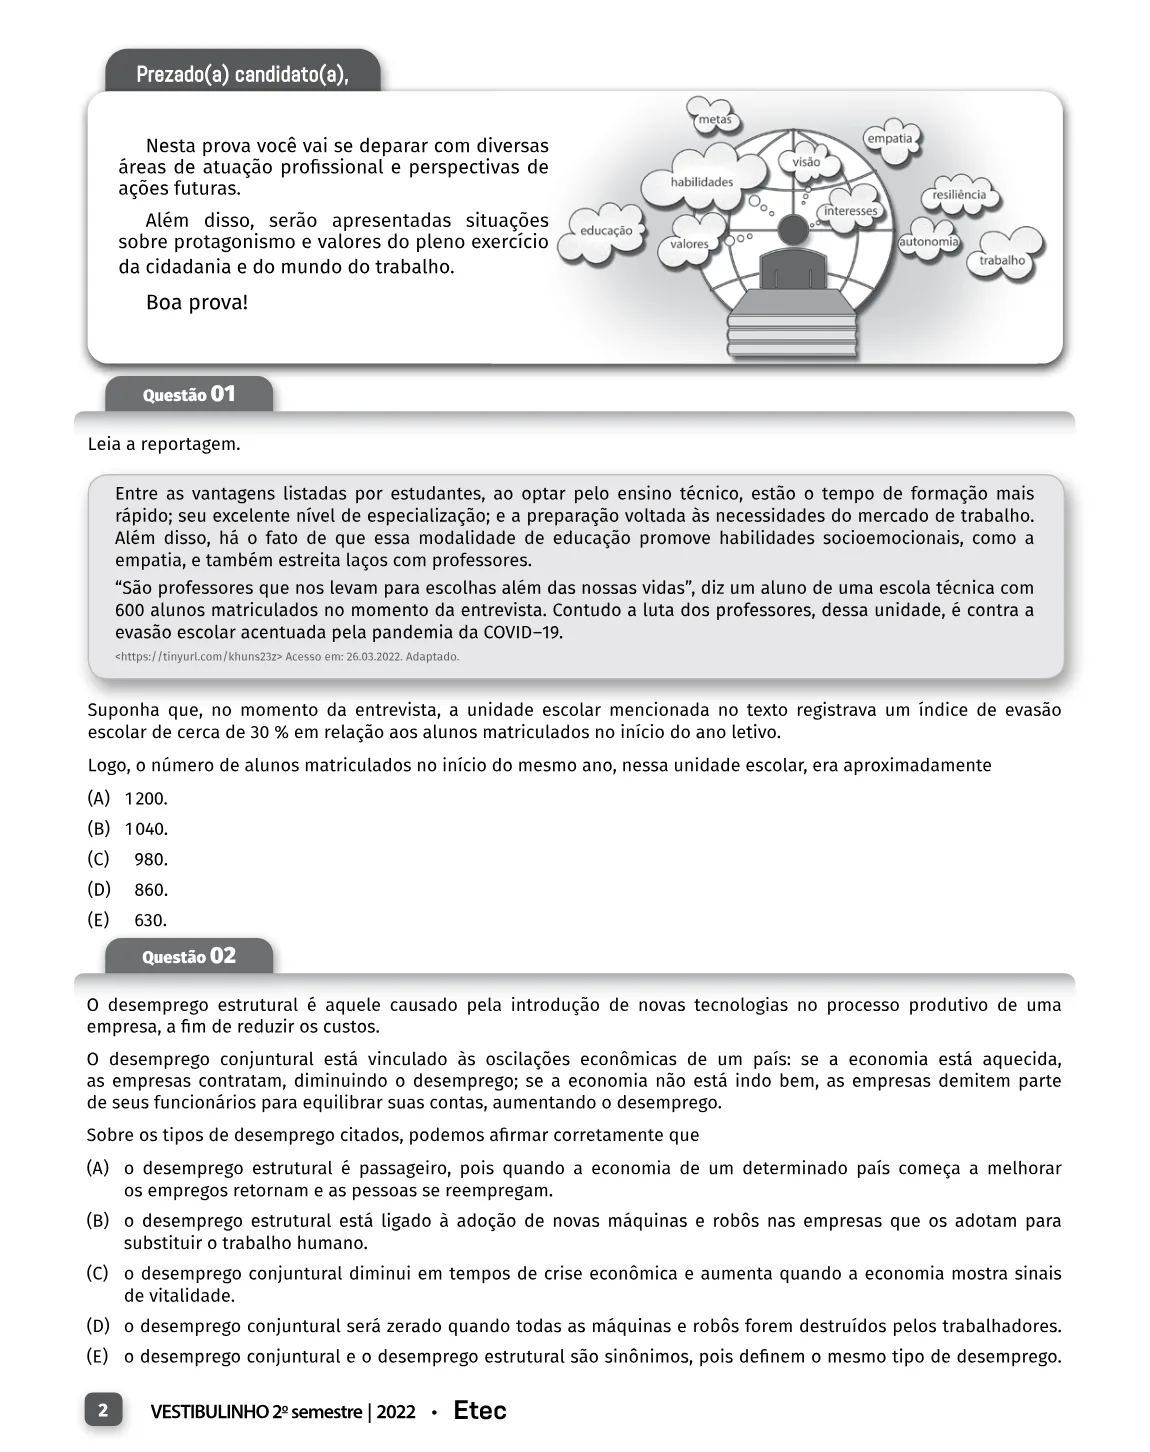 Prezado(a) candidato(a),
Nesta prova você vai se deparar com diversas
áreas de atuação profissional e perspectivas de
ações futuras.
Além disso, serão apresentadas situações
sobre protagonismo e valores do pleno exercício
da cidadania e do mundo do trabalho.
Boa prova!
metas
empatia
visão
habilidades
resiliência
interesses
educação
valores
autonomia
trabalho
Questão 01
Leia a reportagem.
Entre as vantagens listadas por estudantes, ao optar pelo ensino técnico, estão o tempo de formação mais
rápido; seu excelente nível de especialização; e a preparação voltada às necessidades do mercado de trabalho.
Além disso, há o fato de que essa modalidade de educação promove habilidades socioemocionais, como a
empatia, e também estreita laços com professores.
“São professores que nos levam para escolhas além das nossas vidas”, diz um aluno de uma escola técnica com
600 alunos matriculados no momento da entrevista. Contudo a luta dos professores, dessa unidade, é contra a
evasão escolar acentuada pela pandemia da COVID–19.
<https://tinyurl.com/khuns23z> Acesso em: 26.03.2022. Adaptado.
Suponha que, no momento da entrevista, a unidade escolar mencionada no texto registrava um índice de evasão
escolar de cerca de 30 % em relação aos alunos matriculados no início do ano letivo.
Logo, o número de alunos matriculados no início do mesmo ano, nessa unidade escolar, era aproximadamente
(A) 1 200.
(B) 1 040.
(C) 980.
(D) 860.
(E) 630.
Questão 02
O desemprego estrutural é aquele causado pela introdução de novas tecnologias no processo produtivo de uma
empresa, a fim de reduzir os custos.
O desemprego conjuntural está vinculado às oscilações econômicas de um país: se a economia está aquecida,
as empresas contratam, diminuindo o desemprego; se a economia não está indo bem, as empresas demitem parte
de seus funcionários para equilibrar suas contas, aumentando o desemprego.
Sobre os tipos de desemprego citados, podemos afirmar corretamente que
(A) o desemprego estrutural é passageiro, pois quando a economia de um determinado país começa a melhorar
os empregos retornam e as pessoas se reempregam.
(B) o desemprego estrutural está ligado à adoção de novas máquinas e robôs nas empresas que os adotam para
substituir o trabalho humano.
(C) o desemprego conjuntural diminui em tempos de crise econômica e aumenta quando a economia mostra sinais
de vitalidade.
(D) o desemprego conjuntural será zerado quando todas as máquinas e robôs forem destruídos pelos trabalhadores.
(E) o desemprego conjuntural e o desemprego estrutural são sinônimos, pois definem o mesmo tipo de desemprego.
2 VESTIBULINHO 2º semestre | 2022 • Etec